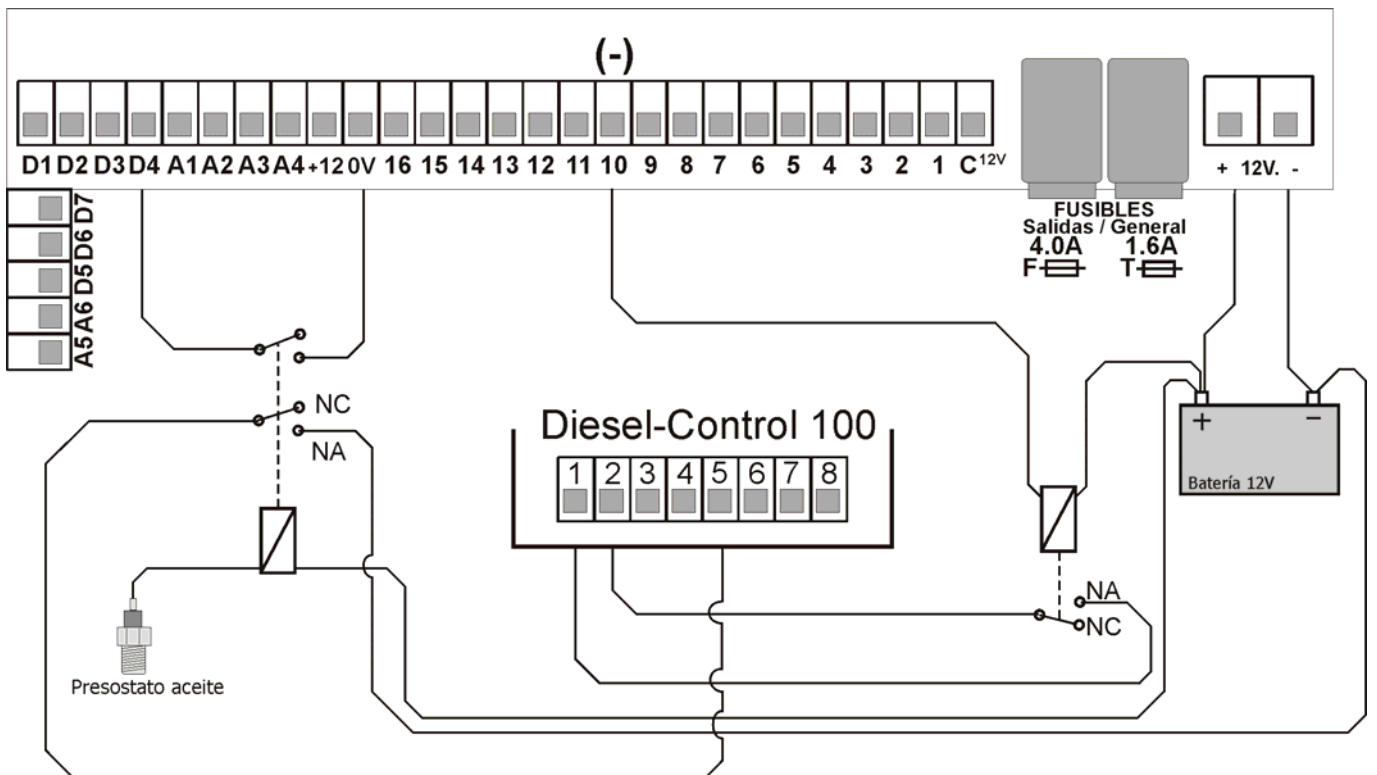 (-)
D1 D2 D3 D4 A1 A2 A3 A4 +12 0V 16 15 14 13 12 11 10 9 8 7 6 5 4 3 2 1 C12V
+ 12V. -
D7
D6
D5
A6
A5
FUSIBLES
Salidas / General
4.0A 1.6A
F T
NC
NA
Diesel-Control 100
1 2 3 4 5 6 7 8
+ -
Batería 12V
NA
NC
Presostato aceite